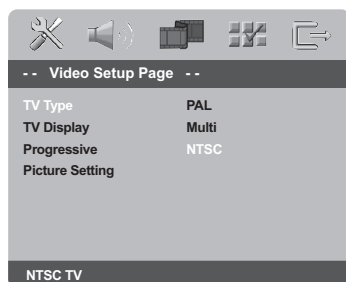 -- Video Setup Page --
TV Type PAL
TV Display Multi
Progressive NTSC
Picture Setting
NTSC TV